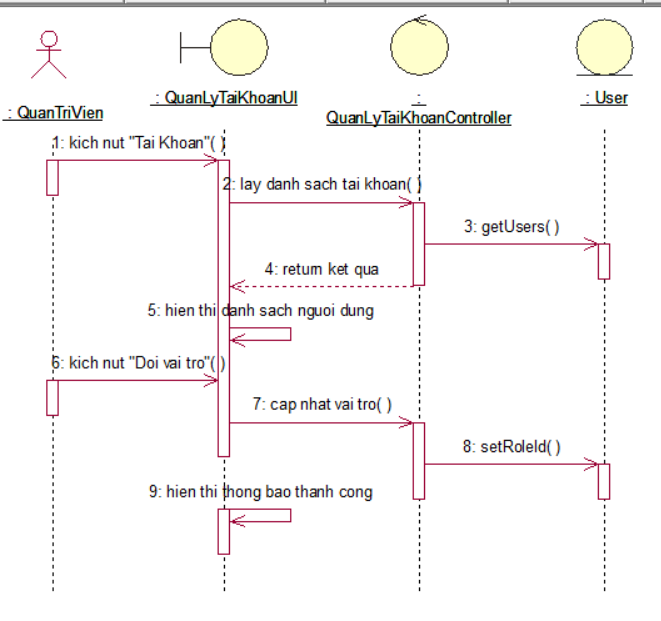 : QuanTriVien
: QuanLyTaiKhoanUI
:
QuanLyTaiKhoanController
: User
1: kich nut "Tai Khoan"( )
2: lay danh sach tai khoan( )
3: getUsers( )
4: return ket qua
5: hien thi danh sach nguoi dung
6: kich nut "Doi vai tro"( )
7: cap nhat vai tro( )
8: setRoleId( )
9: hien thi thong bao thanh cong